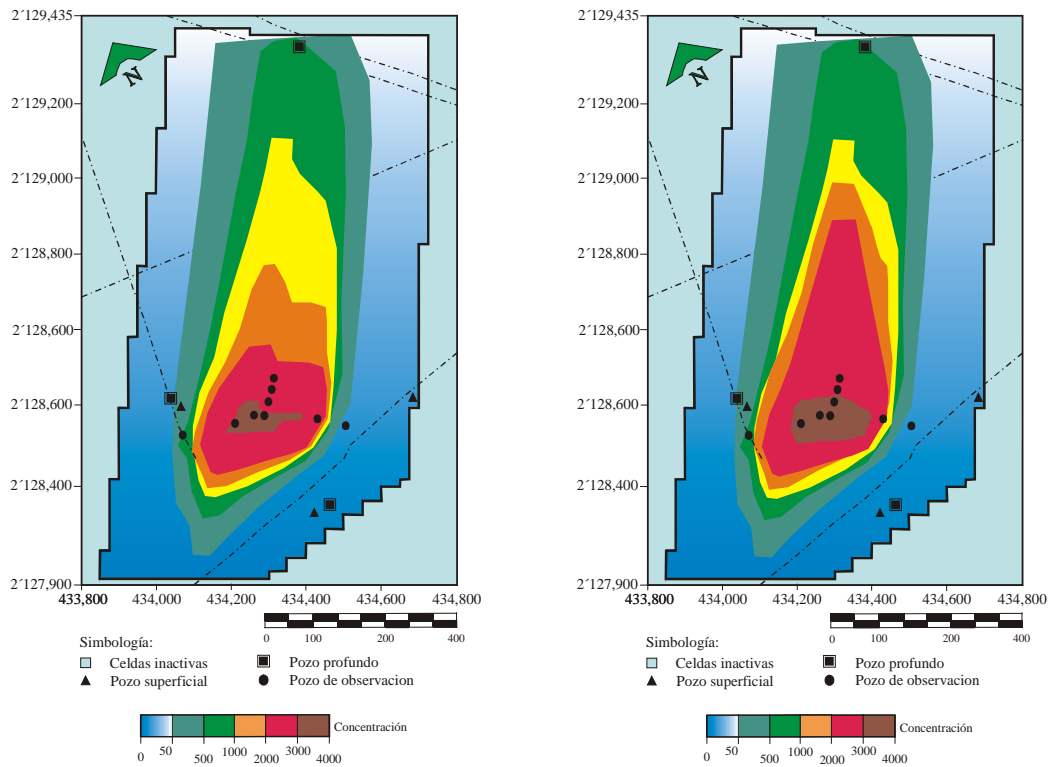 2´129,435
2´129,200
2´129,000
2´128,800
2´128,600
2´128,600
2´128,400
2´127,900
N
433,800 434,000 434,200 434,400 434,600 434,800
0 100 200 400
Simbología:
Celdas inactivas
Pozo profundo
Pozo superficial
Pozo de observacion
Concentración
0 50 500 1000 2000 3000 4000
2´129,435
2´129,200
2´129,000
2´128,800
2´128,600
2´128,600
2´128,400
2´127,900
N
433,800 434,000 434,200 434,400 434,600 434,800
0 100 200 400
Simbología:
Celdas inactivas
Pozo profundo
Pozo superficial
Pozo de observacion
Concentración
0 50 500 1000 2000 3000 4000